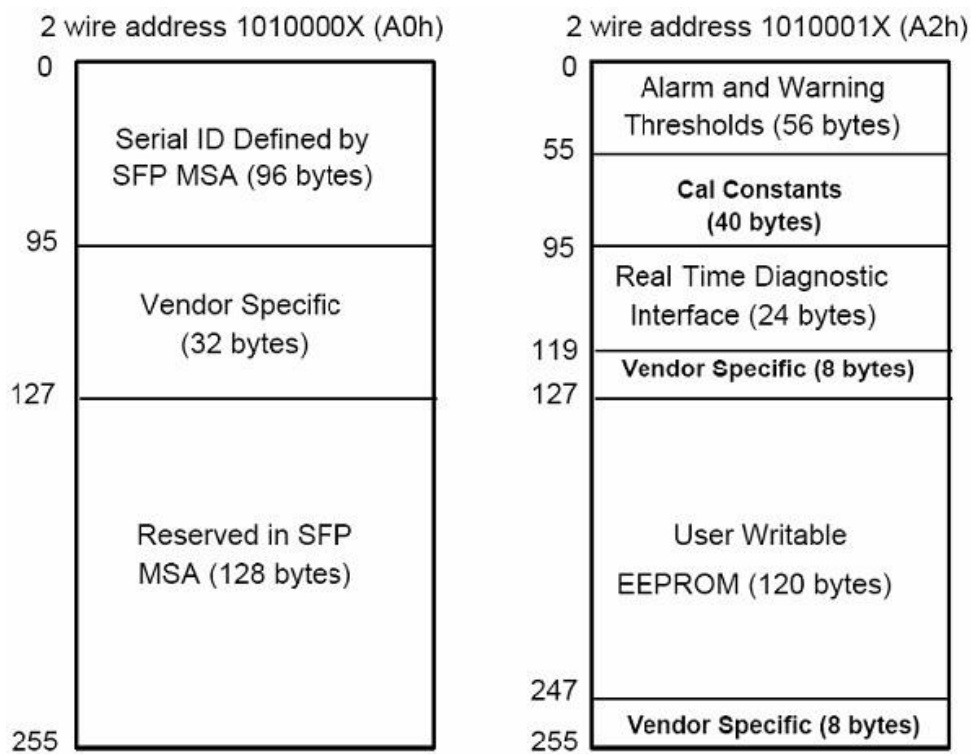 2 wire address 1010000X (A0h)
0
Serial ID Defined by
SFP MSA (96 bytes)
95
Vendor Specific
(32 bytes)
127
Reserved in SFP
MSA (128 bytes)
255
2 wire address 1010001X (A2h)
0
Alarm and Warning
Thresholds (56 bytes)
55
Cal Constants
(40 bytes)
95
Real Time Diagnostic
Interface (24 bytes)
119
Vendor Specific (8 bytes)
127
User Writable
EEPROM (120 bytes)
247
Vendor Specific (8 bytes)
255